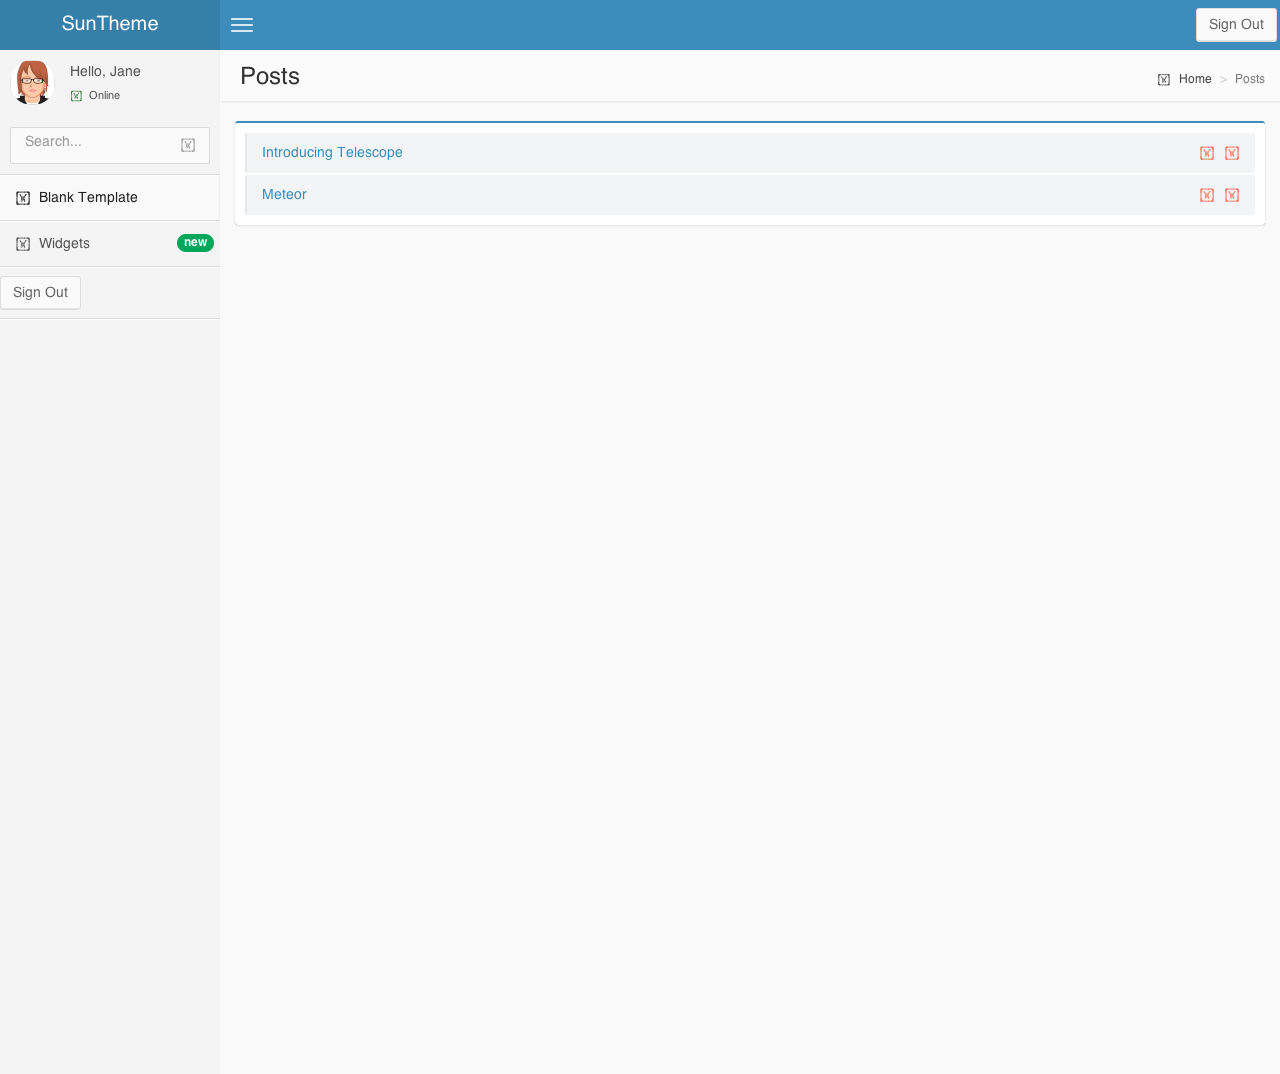 SunTheme
Sign Out
Hello, Jane
Online
Search...
Blank Template
Widgets
new
Sign Out
Posts
Home > Posts
Introducing Telescope
Meteor